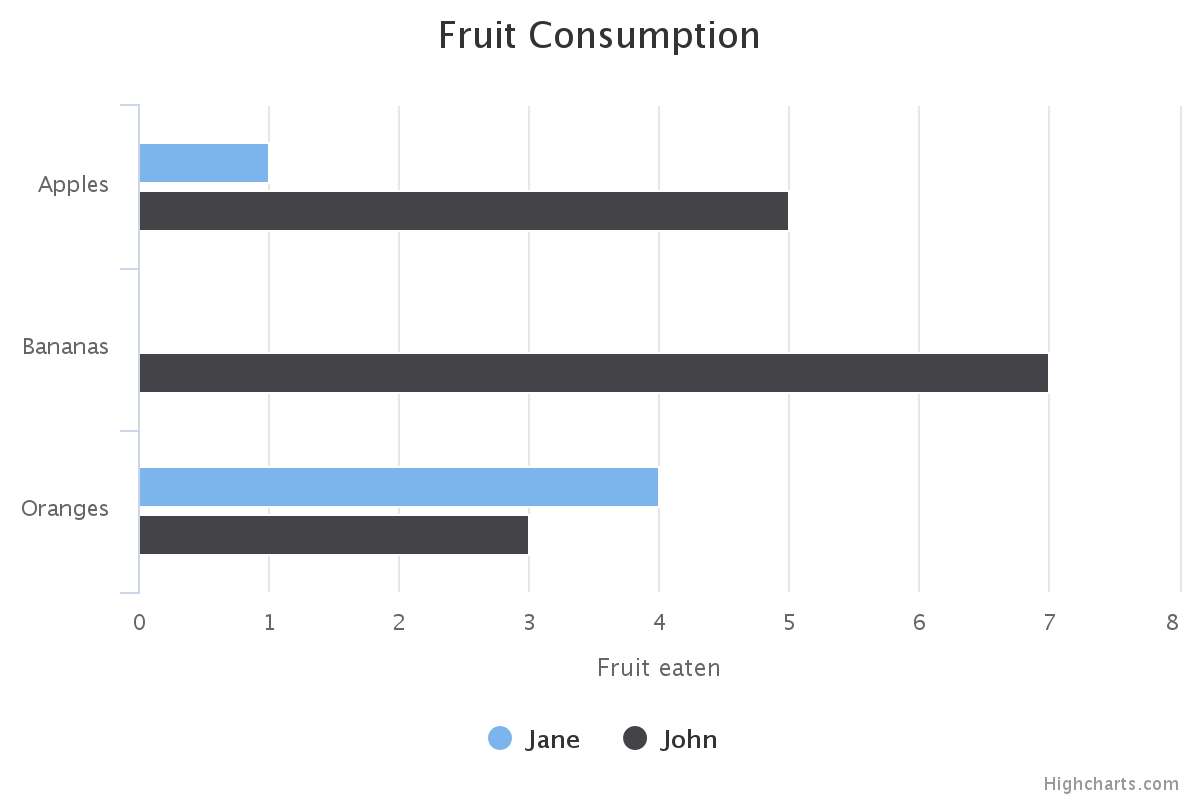 Fruit Consumption
Apples
Bananas
Oranges
0 1 2 3 4 5 6 7 8
Fruit eaten
Jane John
Highcharts.com